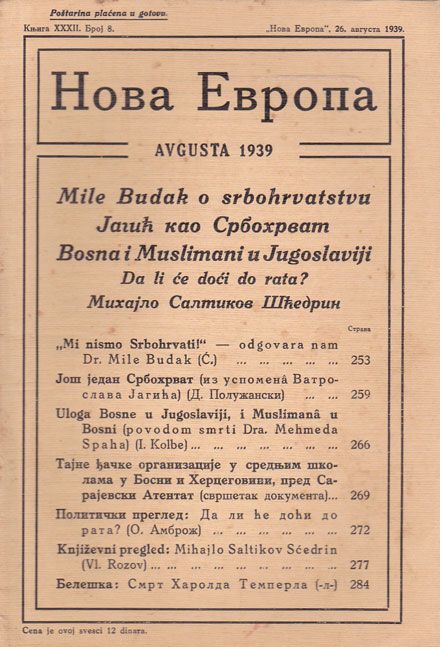 Poštarina plaćena u gotovu.
Књига XXXII. Број 8.
„Нова Европа", 26. августа 1939.
Нова Европа
AVGUSTA 1939
Mile Budak o srbohrvatstvu
Јагић као Србохрват
Bosna i Muslimani u Jugoslaviji
Da li će doći do rata?
Михајло Салтиков Шћедрин
Страна
„Mi nismo Srbohrvati!" — odgovara nam
Dr. Mile Budak (Ć.) ... ... ... ... ... ... 253
Још један Србохрват (из успомена̂ Ватро-
слава Јагића) (Д. Полужански) ... ... 259
Uloga Bosne u Jugoslaviji, i Muslimanâ u
Bosni (povodom smrti Dra. Mehmeda
Spaha) (I. Kolbe) ... ... ... ... ... ... ... 266
Тајне ђачке организације у средњим шко-
лама у Босни и Херцеговини, пред Са-
рајевски Атентат (свршетак документа)... 269
Политички преглед: Да ли ће доћи до
рата? (О. Амброж) ... ... ... ... ... ... 272
Književni pregled: Mihajlo Saltikov Šćedrin
(Vl. Rozov) ... ... ... ... ... ... ... ... 277
Белешка: Смрт Харолда Темперла (-л-) 284
Cena je ovoj svesci 12 dinara.